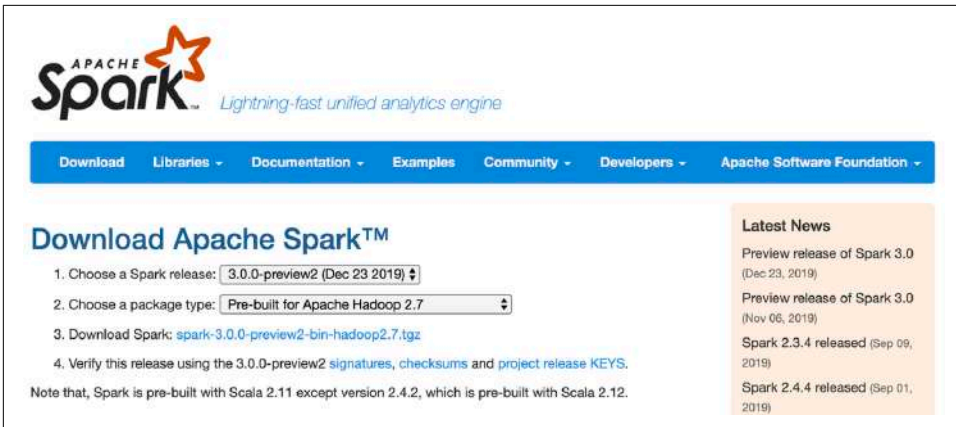 APACHE
Spark™ Lightning-fast unified analytics engine
Download Libraries Documentation Examples Community Developers Apache Software Foundation
Download Apache Spark™
1. Choose a Spark release: 3.0.0-preview2 (Dec 23 2019)
2. Choose a package type: Pre-built for Apache Hadoop 2.7
3. Download Spark: spark-3.0.0-preview2-bin-hadoop2.7.tgz
4. Verify this release using the 3.0.0-preview2 signatures, checksums and project release KEYS.
Note that, Spark is pre-built with Scala 2.11 except version 2.4.2, which is pre-built with Scala 2.12.
Latest News
Preview release of Spark 3.0
(Dec 23, 2019)
Preview release of Spark 3.0
(Nov 06, 2019)
Spark 2.3.4 released (Sep 09,
2019)
Spark 2.4.4 released (Sep 01,
2019)